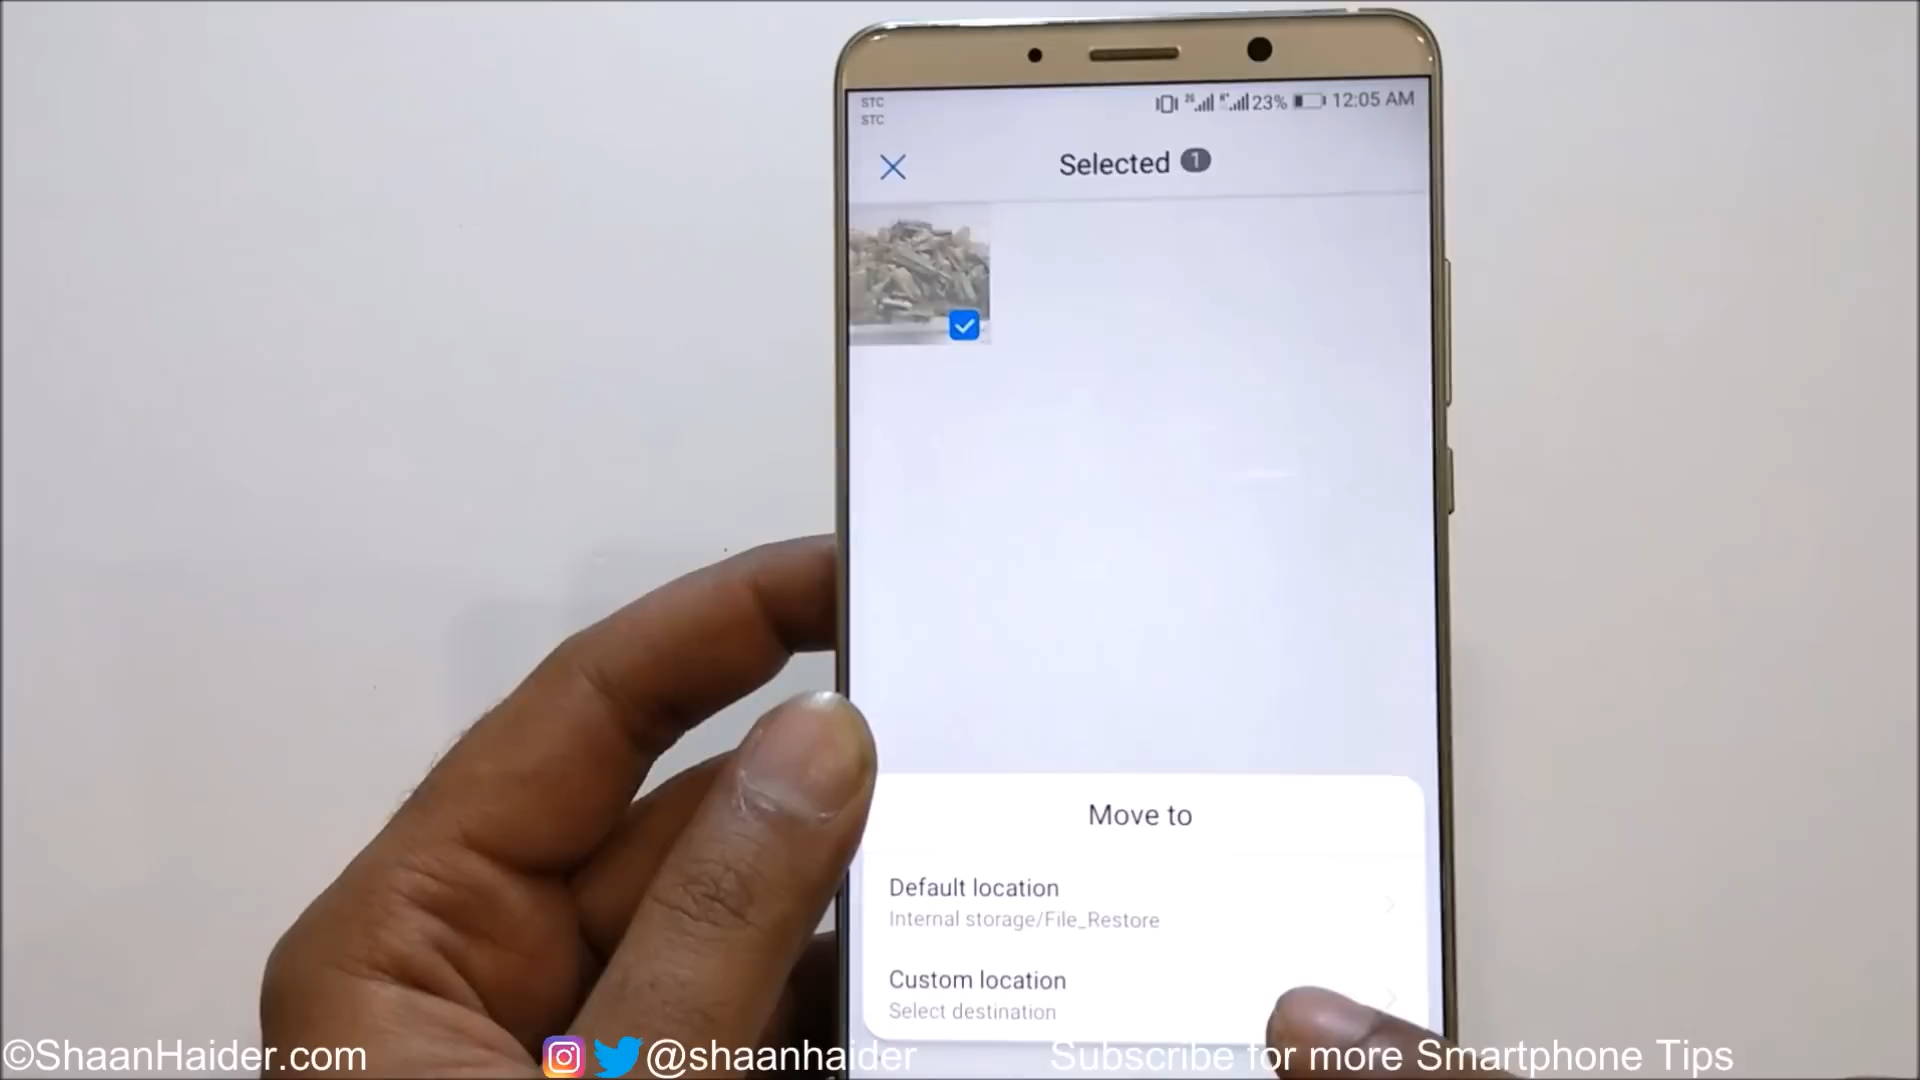 STC
STC
2G
23%
12:05 AM
Selected 1
Move to
Default location
Internal storage/File_Restore
Custom location
Select destination
©ShaanHaider.com
@shaanhaider
Subscribe for more Smartphone Tips